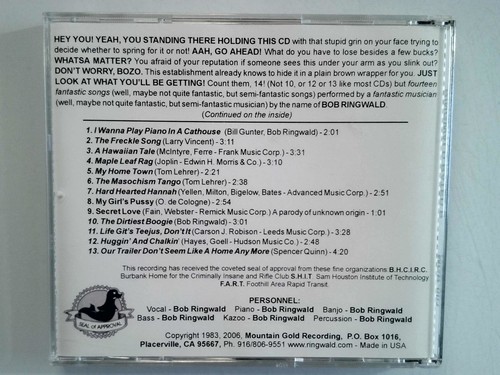 HEY YOU! YEAH, YOU STANDING THERE HOLDING THIS CD with that stupid grin on your face trying to
decide whether to spring for it or not! AAH, GO AHEAD! What do you have to lose besides a few bucks?
WHATSA MATTER? You afraid of your reputation if someone sees this under your arm as you slink out?
DON'T WORRY, BOZO. This establishment already knows to hide it in a plain brown wrapper for you. JUST
LOOK AT WHAT YOU'LL BE GETTING! Count them, 14! (Not 10, or 12 or 13 like most CDs) but fourteen
fantastic songs (well, maybe not quite fantastic, but semi-fantastic songs) performed by a fantastic musician
(well, maybe not quite fantastic, but semi-fantastic musician) by the name of BOB RINGWALD.
(Continued on the inside)
1. I Wanna Play Piano In A Cathouse (Bill Gunter, Bob Ringwald) - 2:01
2. The Freckle Song (Larry Vincent) - 3:11
3. A Hawaiian Tale (McIntyre, Ferre - Frank Music Corp.) - 3:31
4. Maple Leaf Rag (Joplin - Edwin H. Morris & Co.) - 3:10
5. My Home Town (Tom Lehrer) - 2:21
6. The Masochism Tango (Tom Lehrer) - 2:38
7. Hard Hearted Hannah (Yellen, Milton, Bigelow, Bates - Advanced Music Corp.) - 2:51
8. My Girl's Pussy (O. de Cologne) - 2:54
9. Secret Love (Fain, Webster - Remick Music Corp.) A parody of unknown origin - 1:01
10. The Dirtiest Boogie (Bob Ringwald) - 3:01
11. Life Git's Teejus, Don't It (Carson J. Robison - Leeds Music Corp.) - 3:28
12. Huggin' And Chalkin' (Hayes, Goell - Hudson Music Co.) - 2:48
13. Our Trailer Don't Seem Like A Home Any More (Spencer Quinn) - 4:20
This recording has received the coveted seal of approval from these fine organizations B.H.C.I.R.C.
Burbank Home for the Criminally Insane and Rifle Club S.H.I.T. Sam Houston Institute of Technology
F.A.R.T. Foothill Area Rapid Transit
SEAL OF APPROVAL
PERSONNEL:
Vocal - Bob Ringwald Piano - Bob Ringwald Banjo - Bob Ringwald
Bass - Bob Ringwald Kazoo - Bob Ringwald Percussion - Bob Ringwald
Copyright 1983, 2006, Mountain Gold Recording, P.O. Box 1016,
Placerville, CA 95667, Ph. 916/806-9551 www.ringwald.com - Made in USA